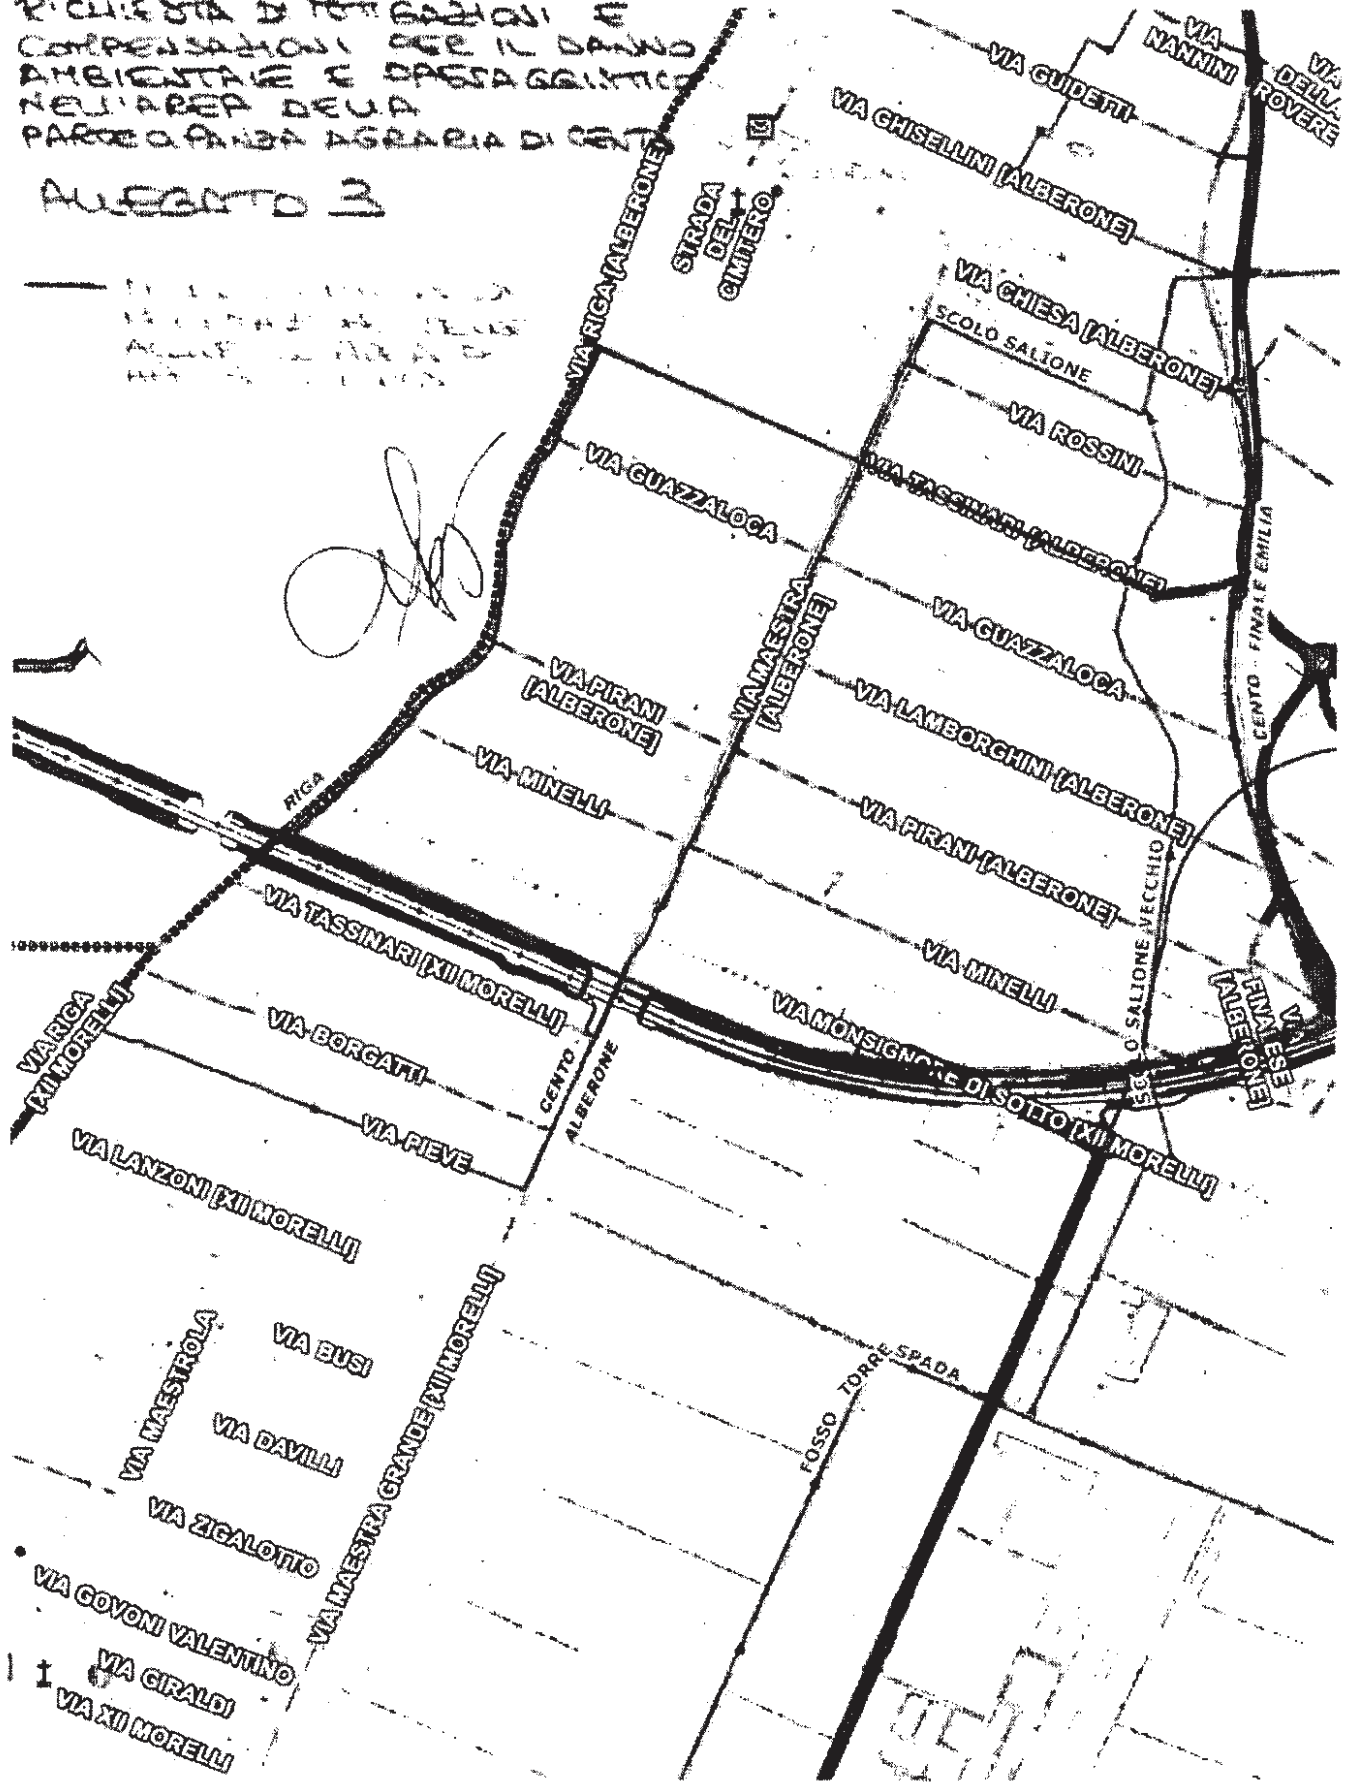 RICHIESTA DI MITIGAZIONI E
COMPENSAZIONI PER IL DANNO
AMBIENTALE E PAESAGGISTICO
NELL'AREA DELLA
PARTECIPANZA AGRARIA DI CENTO
ALLEGATO 3
VIA NANNINI
VIA DELLA ROVERE
VIA GUIDETTI
VIA GHISELLINI [ALBERONE]
VIA RIGA [ALBERONE]
STRADA DEL CIMITERO
VIA CHIESA [ALBERONE]
SCOLO SALIONE
VIA ROSSINI
VIA GUAZZALOCA
VIA TASSINARI [ALBERONE]
CENTO - FINALE EMILIA
VIA MAESTRA [ALBERONE]
VIA GUAZZALOCA
VIA PIRANI [ALBERONE]
VIA LAMBORGHINI [ALBERONE]
VIA MINELLI
RIGA
VIA PIRANI [ALBERONE]
SCOLO SALIONE VECCHIO
VIA TASSINARI [XII MORELLI]
VIA MINELLI
VIA RIGA [XII MORELLI]
VIA BORGATTI
VIA MONSIGNORE DI SOTTO [XII MORELLI]
VIA FINALESE [ALBERONE]
CENTO
ALBERONE
VIA PIEVE
VIA LANZONI [XII MORELLI]
VIA MAESTROLA
VIA BUSI
VIA MAESTRA GRANDE [XII MORELLI]
FOSSO TORRE SPADA
VIA DAVILLI
VIA ZIGALOTTO
VIA GOVONI VALENTINO
VIA GIRALDI
VIA XII MORELLI